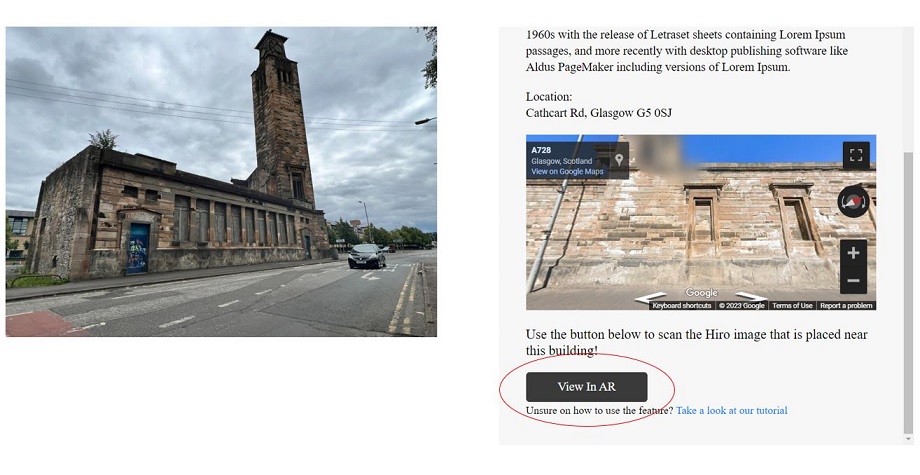 1960s with the release of Letraset sheets containing Lorem Ipsum
passages, and more recently with desktop publishing software like
Aldus PageMaker including versions of Lorem Ipsum.
Location:
Cathcart Rd, Glasgow G5 0SJ
A728
Glasgow, Scotland
View on Google Maps
Google
Keyboard shortcuts © 2023 Google Terms of Use Report a problem
Use the button below to scan the Hiro image that is placed near
this building!
View In AR
Unsure on how to use the feature? Take a look at our tutorial